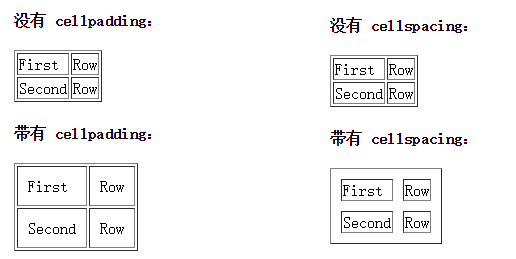 没有 cellpadding:
First Row
Second Row
带有 cellpadding:
First Row
Second Row
没有 cellspacing:
First Row
Second Row
带有 cellspacing:
First Row
Second Row